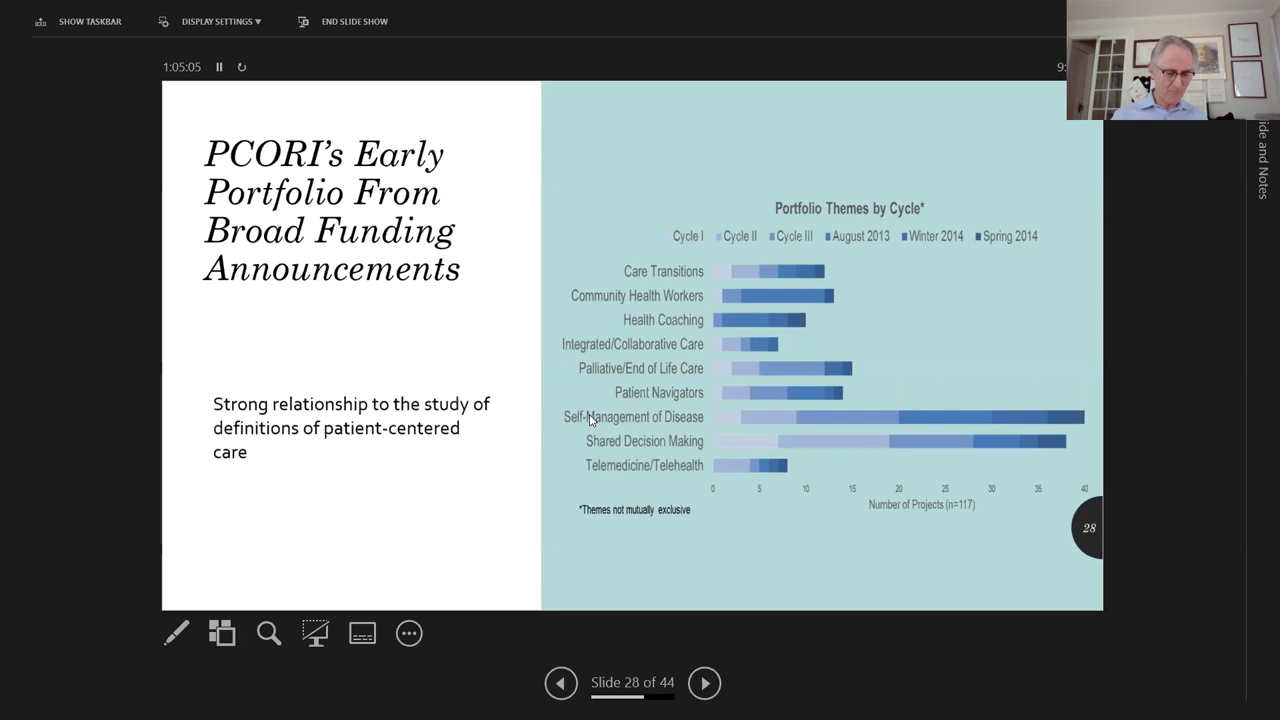 SHOW TASKBAR
DISPLAY SETTINGS ▼
END SLIDE SHOW
1:05:05
9:
ide and Notes
PCORI's Early
Portfolio From
Broad Funding
Announcements
Strong relationship to the study of
definitions of patient-centered
care
Portfolio Themes by Cycle*
Cycle I Cycle II Cycle III August 2013 Winter 2014 Spring 2014
Care Transitions
Community Health Workers
Health Coaching
Integrated/Collaborative Care
Palliative/End of Life Care
Patient Navigators
Self-Management of Disease
Shared Decision Making
Telemedicine/Telehealth
0 5 10 15 20 25 30 35 40
Number of Projects (n=117)
*Themes not mutually exclusive
28
Slide 28 of 44